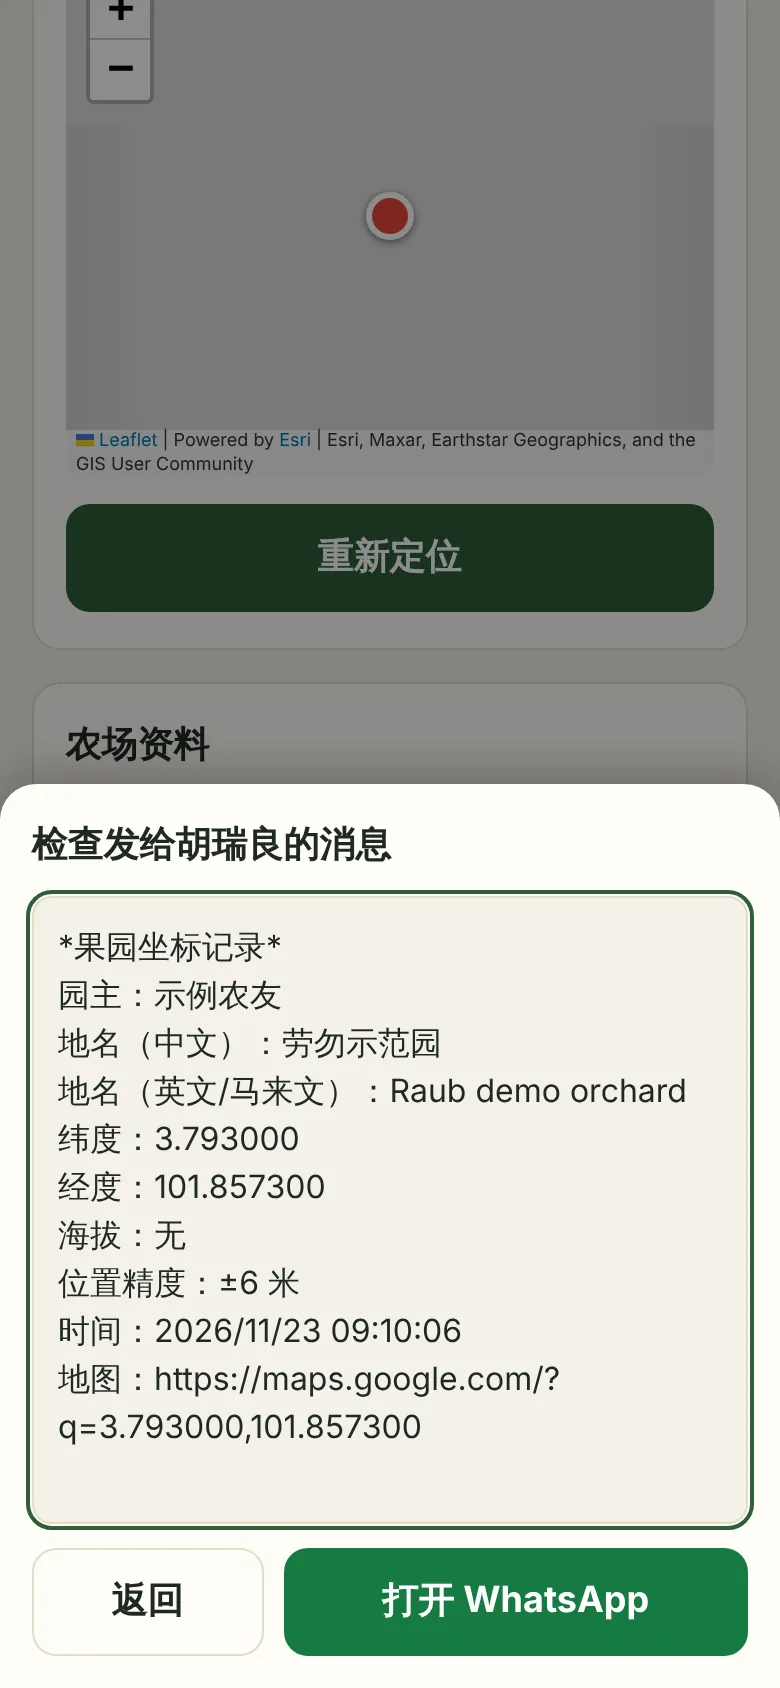 +
−
Leaflet | Powered by Esri | Esri, Maxar, Earthstar Geographics, and the
GIS User Community
重新定位
农场资料
检查发给胡瑞良的消息
*果园坐标记录*
园主：示例农友
地名（中文）：劳勿示范园
地名（英文/马来文）：Raub demo orchard
纬度：3.793000
经度：101.857300
海拔：无
位置精度：±6 米
时间：2026/11/23 09:10:06
地图：https://maps.google.com/?
q=3.793000,101.857300
返回
打开 WhatsApp